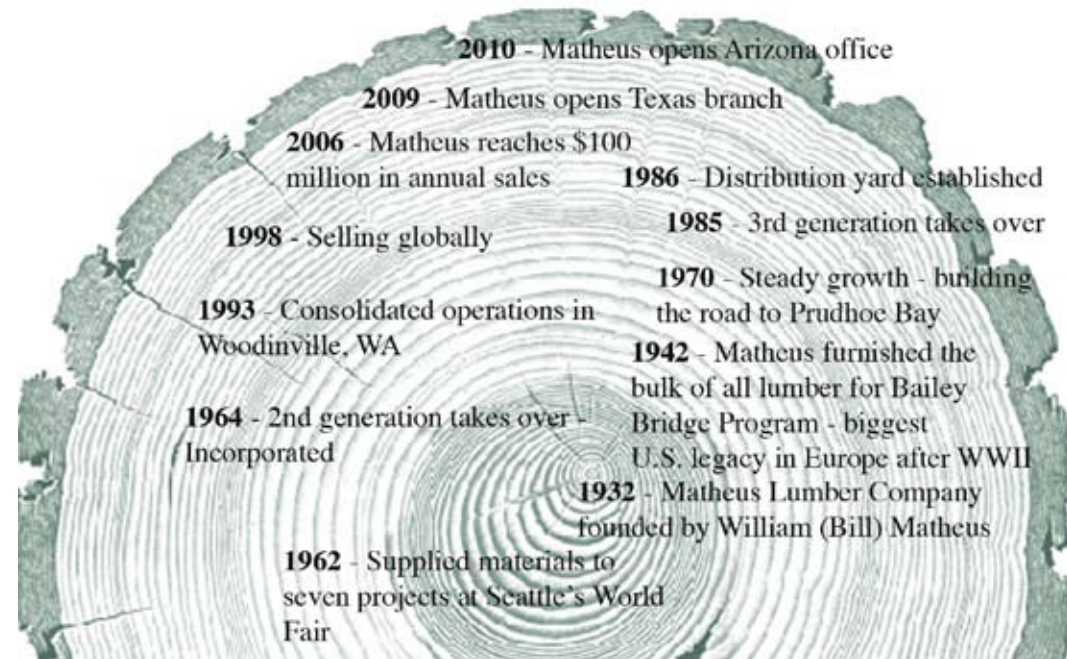 2010 - Matheus opens Arizona office
2009 - Matheus opens Texas branch
2006 - Matheus reaches $100
million in annual sales
1986 - Distribution yard established
1985 - 3rd generation takes over
1998 - Selling globally
1970 - Steady growth - building
the road to Prudhoe Bay
1993 - Consolidated operations in
Woodinville, WA
1942 - Matheus furnished the
bulk of all lumber for Bailey
Bridge Program - biggest
U.S. legacy in Europe after WWII
1964 - 2nd generation takes over -
Incorporated
1932 - Matheus Lumber Company
founded by William (Bill) Matheus
1962 - Supplied materials to
seven projects at Seattle's World
Fair